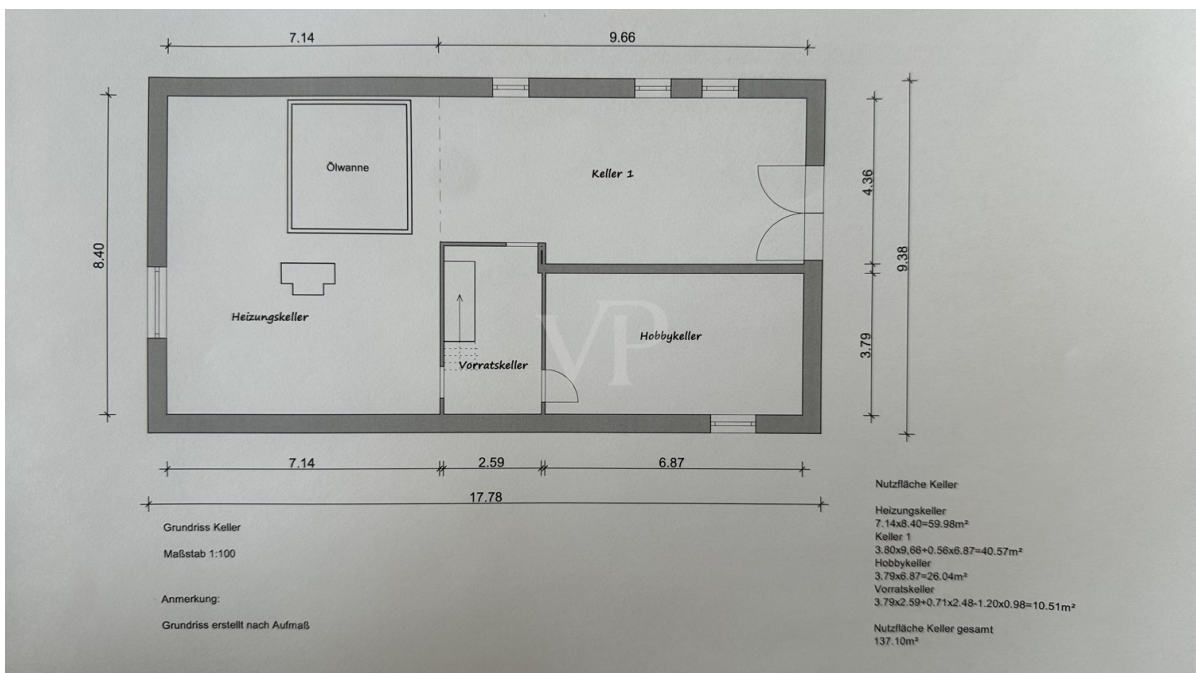 7.14
9.66
Ölwanne
Keller 1
4.36
8.40
9.38
Heizungskeller
Hobbykeller
3.79
VP
Vorratskeller
7.14
2.59
6.87
17.78
Grundriss Keller
Maßstab 1:100
Anmerkung:
Grundriss erstellt nach Aufmaß
Nutzfläche Keller
Heizungskeller
7.14x8.40=59.98m²
Keller 1
3.80x9,66+0.56x6.87=40.57m²
Hobbykeller
3.79x6.87=26.04m²
Vorratskeller
3.79x2.59+0.71x2.48-1.20x0.98=10.51m²
Nutzfläche Keller gesamt
137.10m²